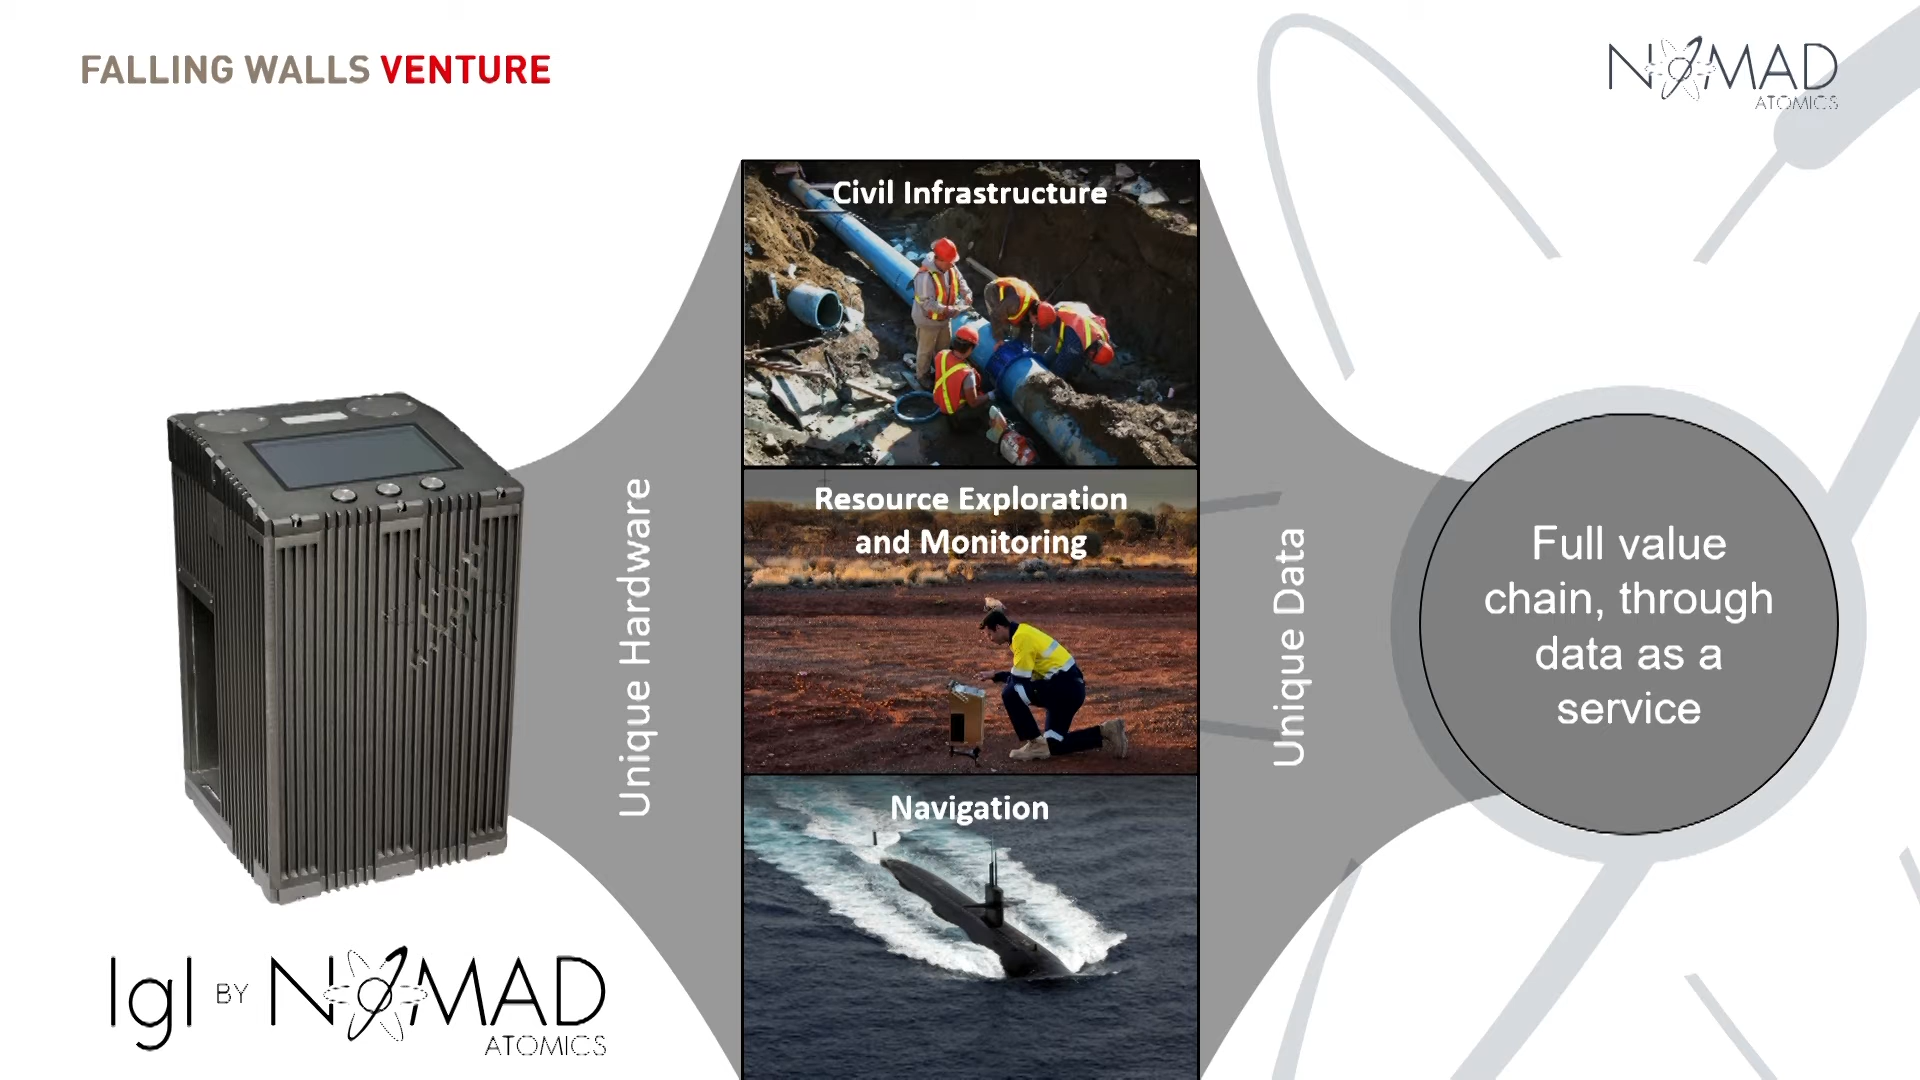 FALLING WALLS VENTURE
NOMAD
ATOMICS
Civil Infrastructure
Resource Exploration
and Monitoring
Navigation
Unique Hardware
Unique Data
Full value
chain, through
data as a
service
|g| BY NOMAD
ATOMICS